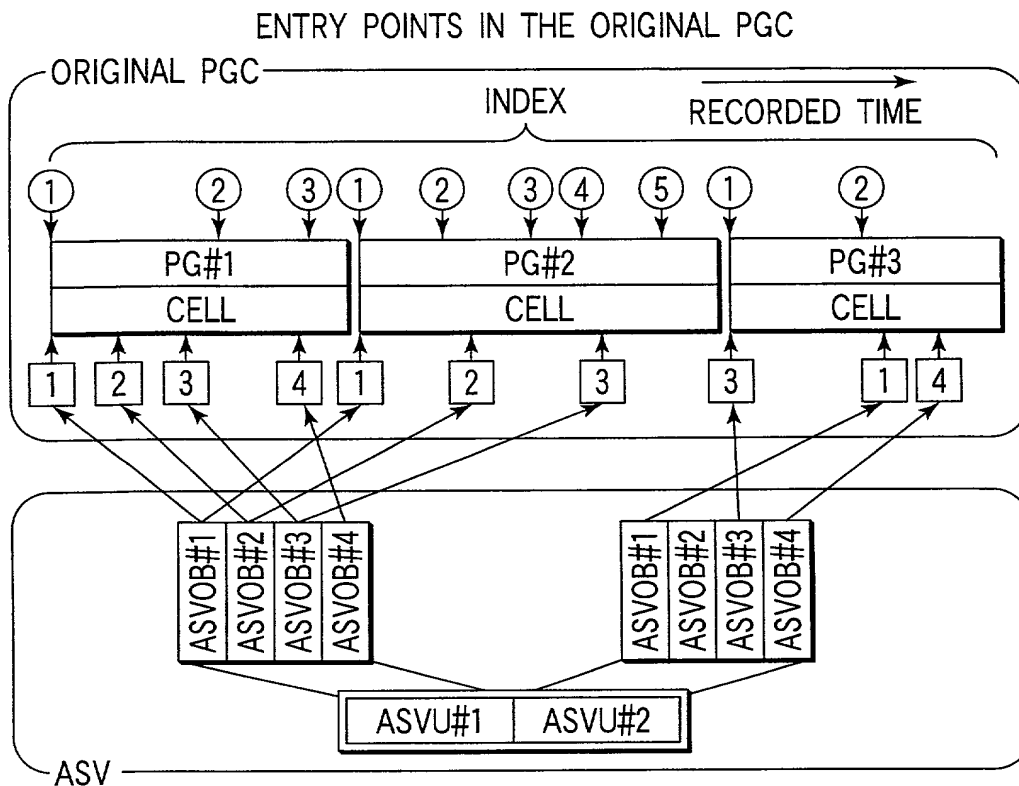 ENTRY POINTS IN THE ORIGINAL PGC
ORIGINAL PGC
INDEX
RECORDED TIME
1 2 3 1 2 3 4 5 1 2
PG#1 PG#2 PG#3
CELL CELL CELL
1 2 3 4 1 2 3 3 1 4
ASVOB#1
ASVOB#2
ASVOB#3
ASVOB#4
ASVOB#1
ASVOB#2
ASVOB#3
ASVOB#4
ASVU#1 ASVU#2
ASV